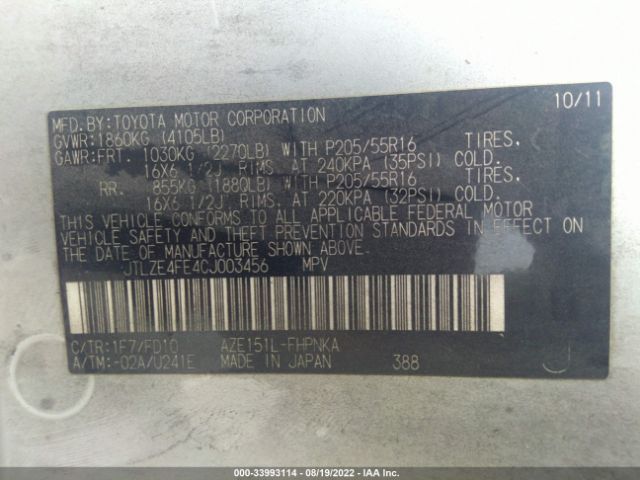 MFD.BY:TOYOTA MOTOR CORPORATION 10/11
GVWR:1860KG (4105LB)
GAWR:FRT. 1030KG (2270LB) WITH P205/55R16 TIRES,
16X6 1/2J RIMS, AT 240KPA (35PSI) COLD.
RR. 855KG (1880LB) WITH P205/55R16 TIRES,
16X6 1/2J RIMS, AT 220KPA (32PSI) COLD.
THIS VEHICLE CONFORMS TO ALL APPLICABLE FEDERAL MOTOR
VEHICLE SAFETY AND THEFT PREVENTION STANDARDS IN EFFECT ON
THE DATE OF MANUFACTURE SHOWN ABOVE.
JTLZE4FE4CJ003456 MPV
C/TR:1F7/FD10 AZE151L-FHPNKA
A/TM:-02A/U241E MADE IN JAPAN 388 J
000-33993114 - 08/19/2022 - IAA Inc.